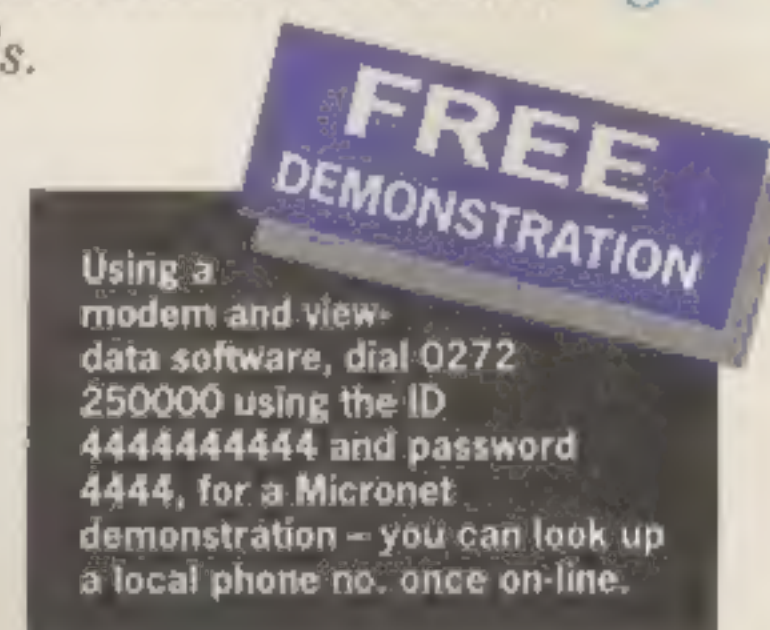 s.
FREE
DEMONSTRATION
Using a
modem and view-
data software, dial 0272
250000 using the ID
4444444444 and password
4444, for a Micronet
demonstration – you can look up
a local phone no. once on-line.